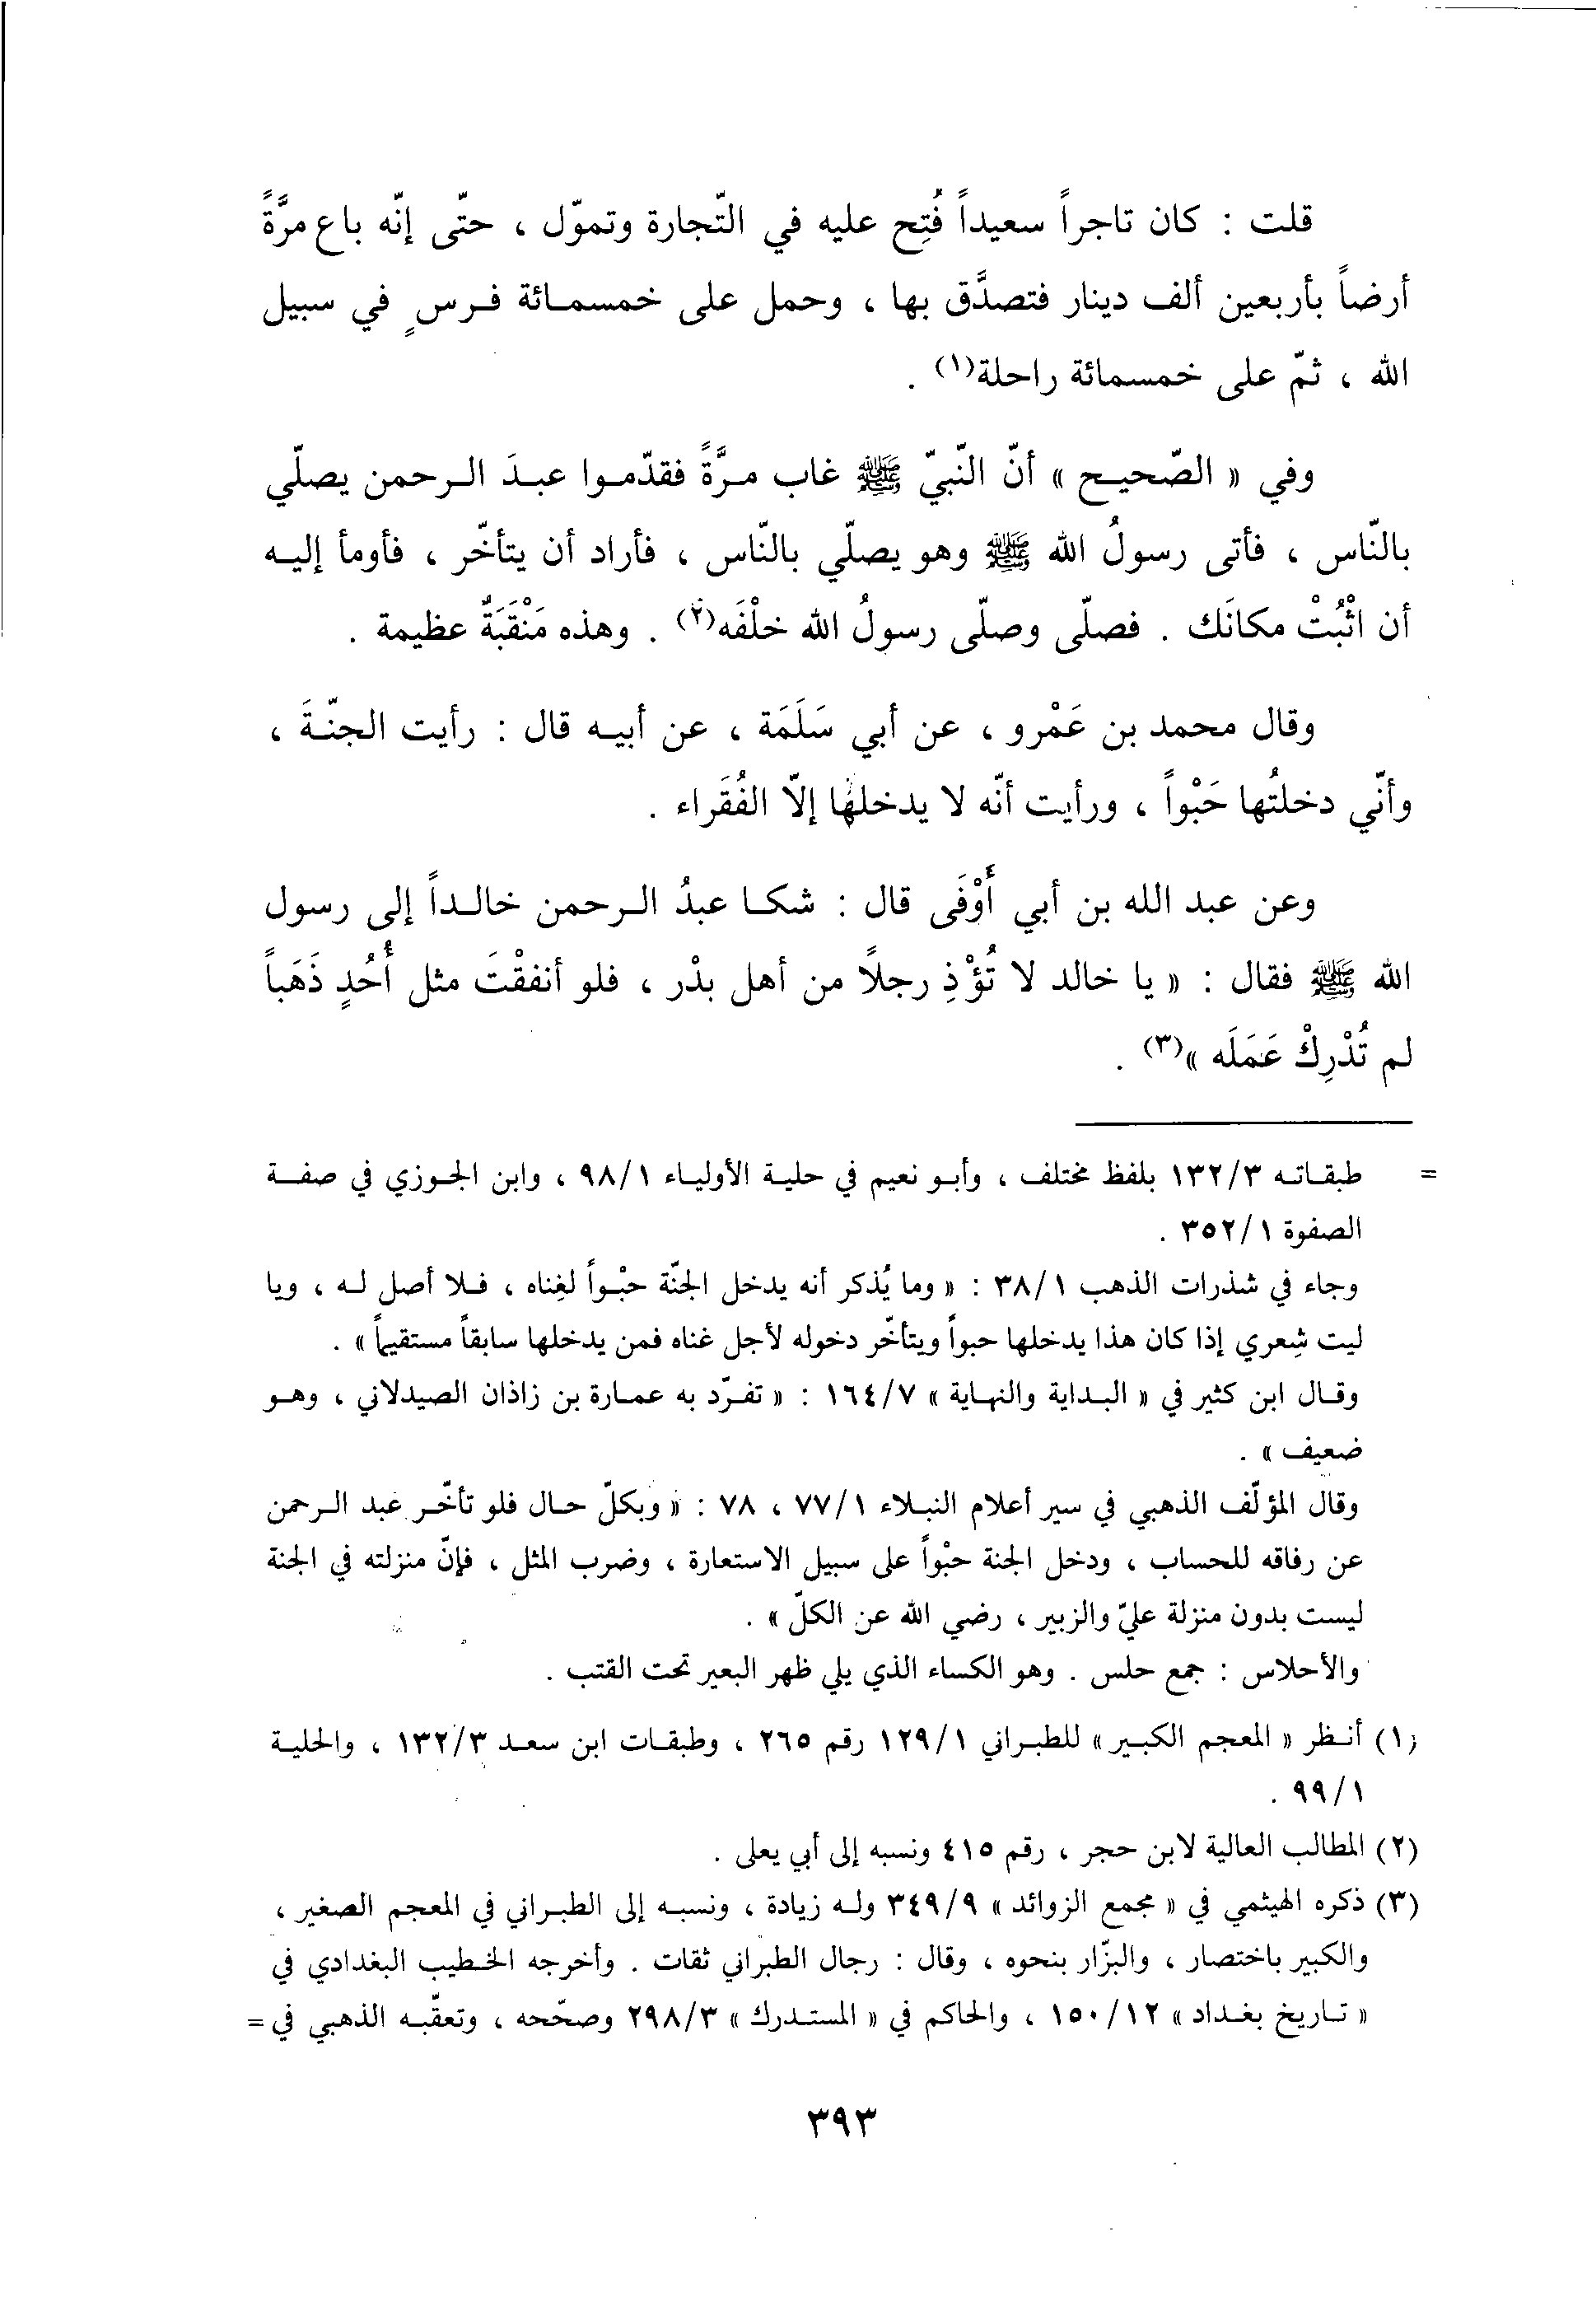 قلت : كان تاجراً سعيداً فُتِح عليه في التّجارة وتموّل ، حتّى إنّه باع مرَّةً
أرضاً بأربعين ألف دينار فتصدَّق بها ، وحمل على خمسمائة فرسٍ في سبيل
الله ، ثمّ على خمسمائة راحلة(١) .
وفي « الصّحيح » أنّ النّبيّ ﷺ غاب مرَّةً فقدّموا عبدَ الرحمن يصلّي
بالنّاس ، فأتى رسولُ الله ﷺ وهو يصلّي بالنّاس ، فأراد أن يتأخّر ، فأومأ إليه
أن اثْبُتْ مكانَك . فصلّى وصلّى رسولُ الله خلْفَه(٢) . وهذه مَنْقَبَةٌ عظيمة .
وقال محمد بن عَمْرو ، عن أبي سَلَمَة ، عن أبيه قال : رأيت الجنّةَ ،
وأنّي دخلتُها حَبْواً ، ورأيت أنّه لا يدخلها إلاّ الفُقَراء .
وعن عبد الله بن أبي أَوْفَى قال : شكا عبدُ الرحمن خالداً إلى رسول
الله ﷺ فقال : « يا خالد لا تُؤْذِ رجلاً من أهل بدْر ، فلو أنفقْتَ مثل أُحُدٍ ذَهَباً
لم تُدْرِكْ عَمَلَه »(٣) .
= طبقاته ١٣٢/٣ بلفظ مختلف ، وأبو نعيم في حلية الأولياء ٩٨/١ ، وابن الجوزي في صفة
الصفوة ٣٥٢/١ .
وجاء في شذرات الذهب ٣٨/١ : « وما يُذكر أنه يدخل الجنّة حبْواً لغِناه ، فلا أصل له ، ويا
ليت شِعري إذا كان هذا يدخلها حبواً ويتأخّر دخوله لأجل غناه فمن يدخلها سابقاً مستقيماً » .
وقال ابن كثير في « البداية والنهاية » ١٦٤/٧ : « تفرّد به عمارة بن زاذان الصيدلاني ، وهو
ضعيف » .
وقال المؤلّف الذهبي في سير أعلام النبلاء ٧٧/١ ، ٧٨ : « وبكلّ حال فلو تأخّر عبد الرحمن
عن رفاقه للحساب ، ودخل الجنة حبْواً على سبيل الاستعارة ، وضرب المثل ، فإنّ منزلته في الجنة
ليست بدون منزلة عليّ والزبير ، رضي الله عن الكلّ » .
والأحلاس : جمع حلس . وهو الكساء الذي يلي ظهر البعير تحت القتب .
(١) أنظر « المعجم الكبير » للطبراني ١٢٩/١ رقم ٢٦٥ ، وطبقات ابن سعد ١٣٢/٣ ، والحلية
٩٩/١ .
(٢) المطالب العالية لابن حجر ، رقم ٤١٥ ونسبه إلى أبي يعلى .
(٣) ذكره الهيثمي في « مجمع الزوائد » ٣٤٩/٩ وله زيادة ، ونسبه إلى الطبراني في المعجم الصغير ،
والكبير باختصار ، والبزّار بنحوه ، وقال : رجال الطبراني ثقات . وأخرجه الخطيب البغدادي في
« تاريخ بغداد » ١٥٠/١٢ ، والحاكم في « المستدرك » ٢٩٨/٣ وصحّحه ، وتعقّبه الذهبي في =
٣٩٣